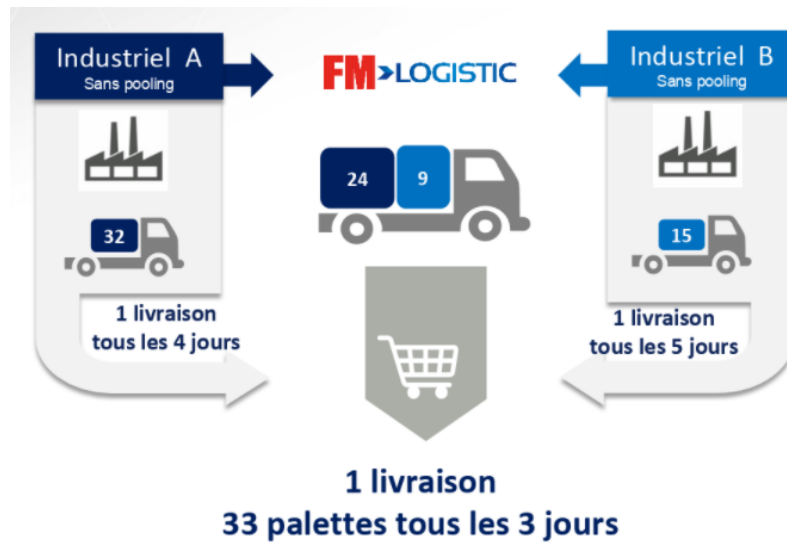 Industriel A
Sans pooling
FM>LOGISTIC
Industriel B
Sans pooling
24
9
32
15
1 livraison
tous les 4 jours
1 livraison
tous les 5 jours
1 livraison
33 palettes tous les 3 jours